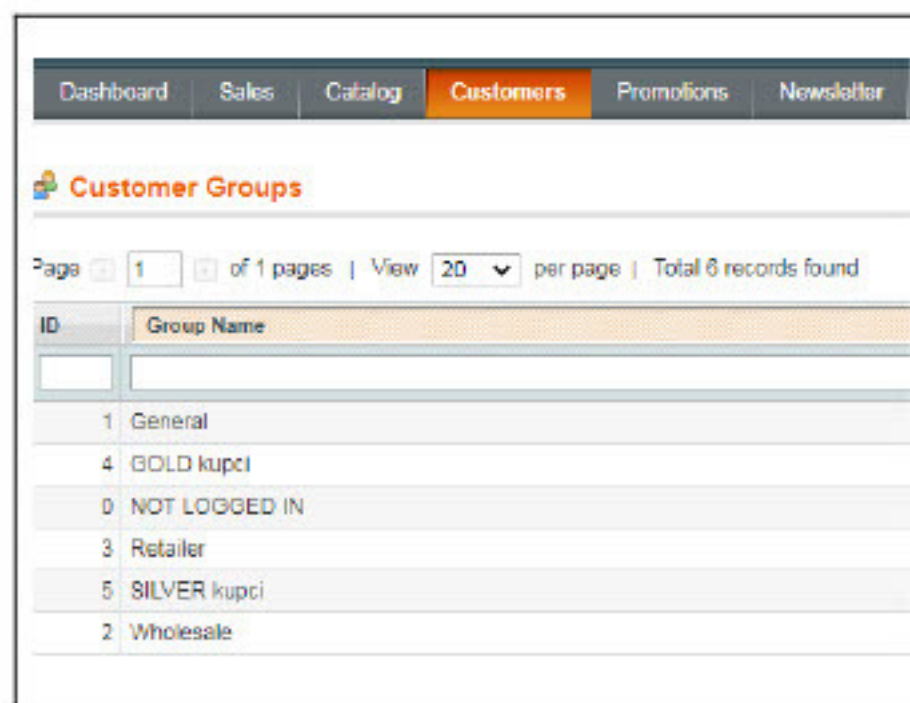 Dashboard Sales Catalog Customers Promotions Newsletter
Customer Groups
Page 1 of 1 pages | View 20 per page | Total 6 records found
ID Group Name
1 General
4 GOLD kupci
0 NOT LOGGED IN
3 Retailer
5 SILVER kupci
2 Wholesale